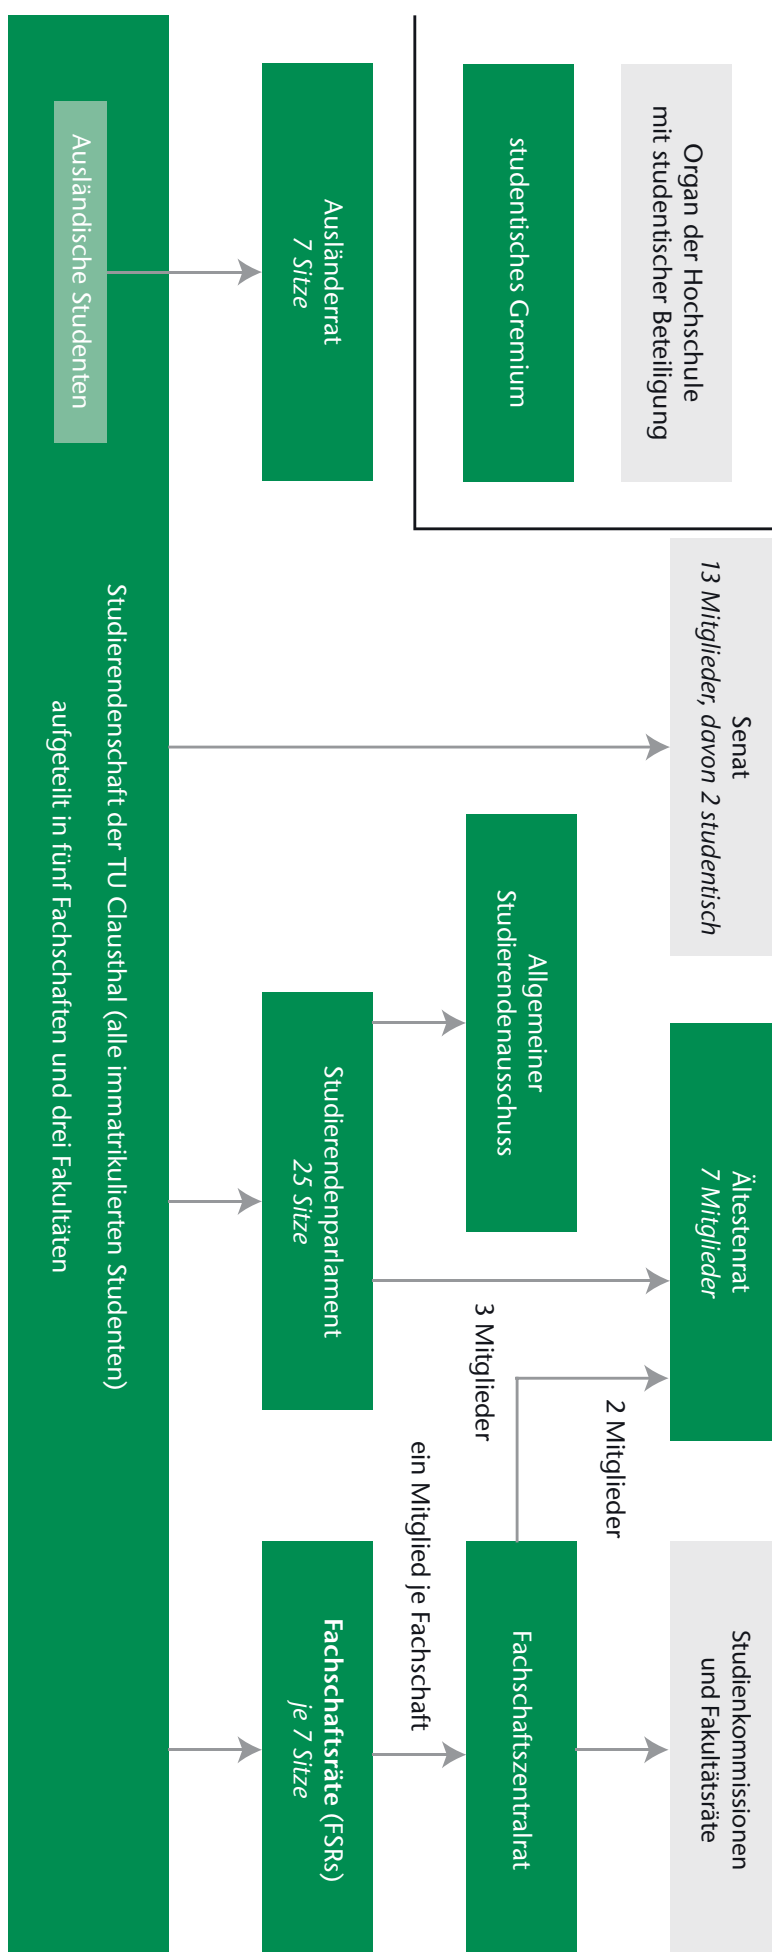 Organ der Hochschule
mit studentischer Beteiligung
studentisches Gremium
Senat
13 Mitglieder, davon 2 studentisch
Ältestenrat
7 Mitglieder
Studienkommissionen
und Fakultätsräte
2 Mitglieder
Allgemeiner
Studierendenausschuss
3 Mitglieder
Fachschaftszentralrat
ein Mitglied je Fachschaft
Ausländerrat
7 Sitze
Studierendenparlament
25 Sitze
Fachschaftsräte (FSRs)
je 7 Sitze
Ausländische Studenten
Studierendenschaft der TU Clausthal (alle immatrikulierten Studenten)
aufgeteilt in fünf Fachschaften und drei Fakultäten